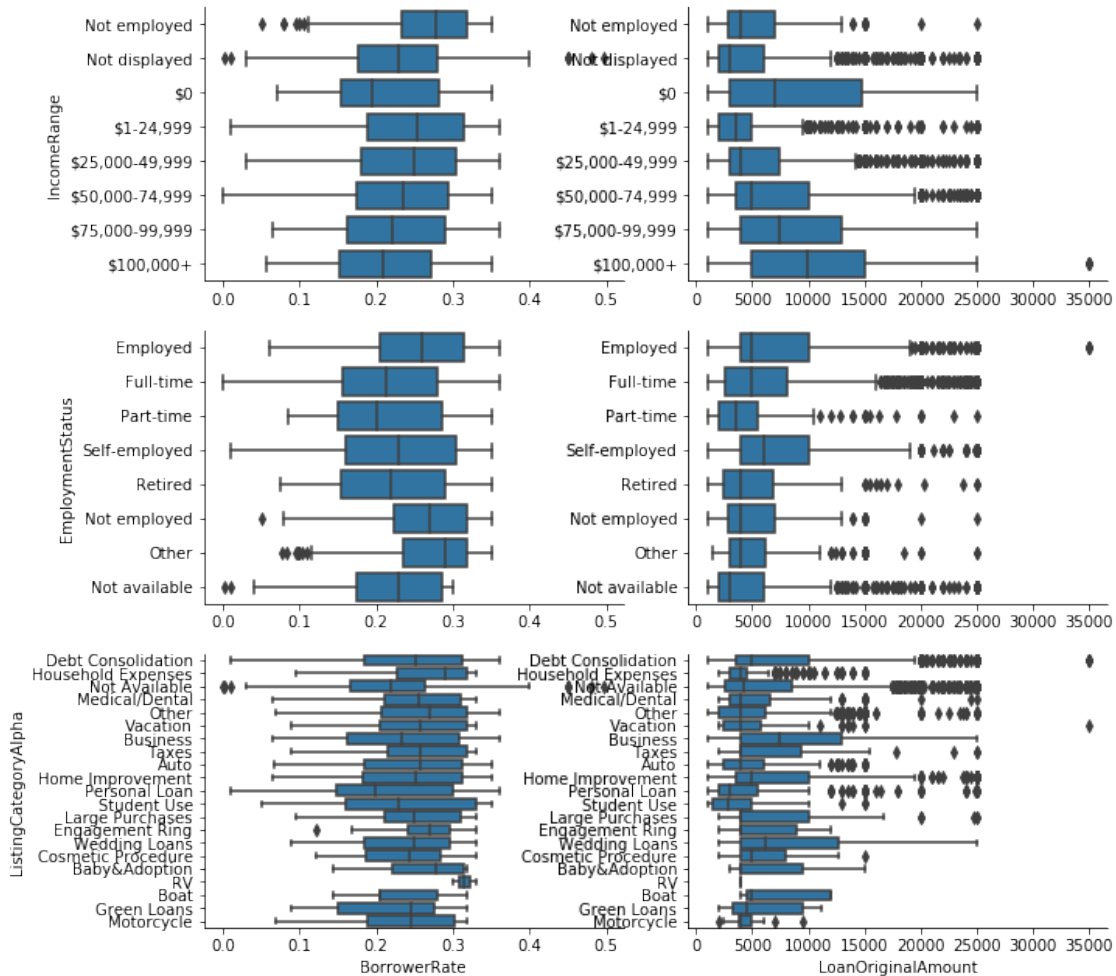 IncomeRange
Not employed
Not displayed
$0
$1-24,999
$25,000-49,999
$50,000-74,999
$75,000-99,999
$100,000+
0.0 0.1 0.2 0.3 0.4 0.5
Not employed
Not displayed
$0
$1-24,999
$25,000-49,999
$50,000-74,999
$75,000-99,999
$100,000+
0 5000 10000 15000 20000 25000 30000 35000
EmploymentStatus
Employed
Full-time
Part-time
Self-employed
Retired
Not employed
Other
Not available
0.0 0.1 0.2 0.3 0.4 0.5
Employed
Full-time
Part-time
Self-employed
Retired
Not employed
Other
Not available
0 5000 10000 15000 20000 25000 30000 35000
ListingCategoryAlpha
Debt Consolidation
Household Expenses
Not Available
Medical/Dental
Other
Vacation
Business
Taxes
Auto
Home Improvement
Personal Loan
Student Use
Large Purchases
Engagement Ring
Wedding Loans
Cosmetic Procedure
Baby&Adoption
RV
Boat
Green Loans
Motorcycle
0.0 0.1 0.2 0.3 0.4 0.5
BorrowerRate
Debt Consolidation
Household Expenses
Not Available
Medical/Dental
Other
Vacation
Business
Taxes
Auto
Home Improvement
Personal Loan
Student Use
Large Purchases
Engagement Ring
Wedding Loans
Cosmetic Procedure
Baby&Adoption
RV
Boat
Green Loans
Motorcycle
0 5000 10000 15000 20000 25000 30000 35000
LoanOriginalAmount